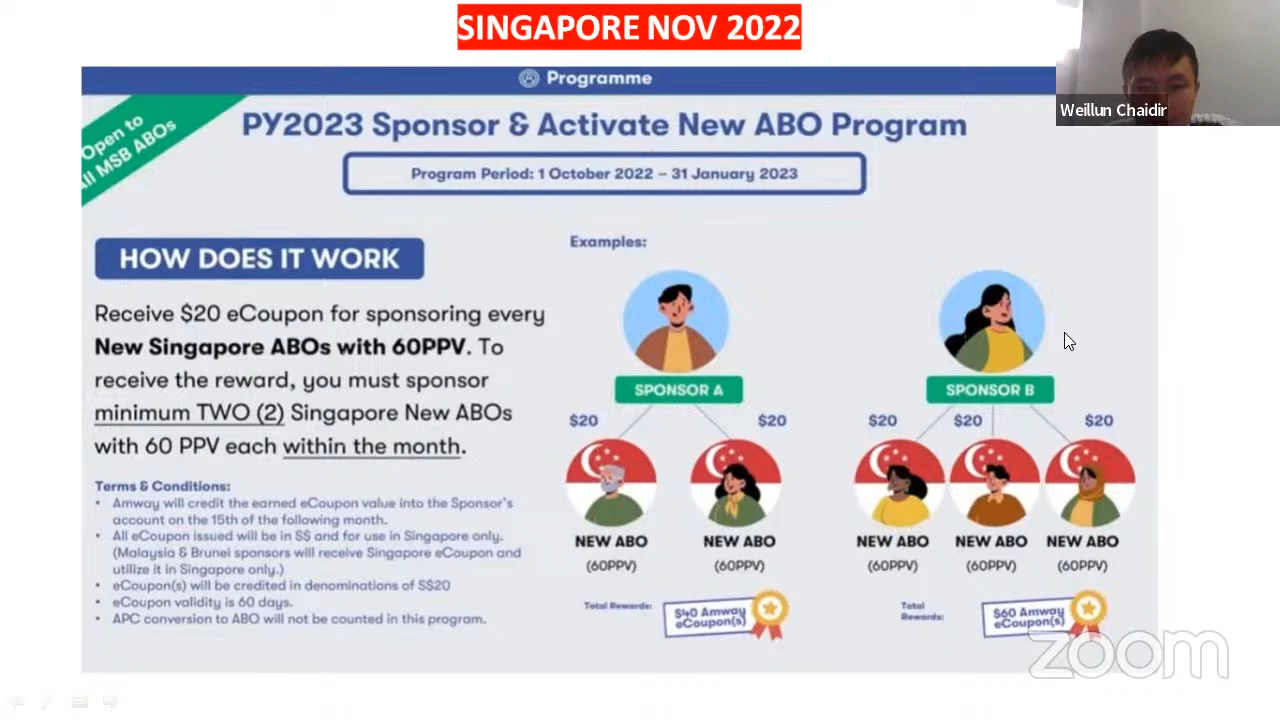 SINGAPORE NOV 2022
Programme
Weillun Chaidir
Open to
All MSB ABOs
PY2023 Sponsor & Activate New ABO Program
Program Period: 1 October 2022 – 31 January 2023
HOW DOES IT WORK
Receive $20 eCoupon for sponsoring every
New Singapore ABOs with 60PPV. To
receive the reward, you must sponsor
minimum TWO (2) Singapore New ABOs
with 60 PPV each within the month.
Terms & Conditions:
• Amway will credit the earned eCoupon value into the Sponsor's
account on the 15th of the following month.
• All eCoupon issued will be in S$ and for use in Singapore only.
(Malaysia & Brunei sponsors will receive Singapore eCoupon and
utilize it in Singapore only.)
• eCoupon(s) will be credited in denominations of S$20
• eCoupon validity is 60 days.
• APC conversion to ABO will not be counted in this program.
Examples:
SPONSOR A
$20 $20
NEW ABO NEW ABO
(60PPV) (60PPV)
Total Rewards:
$40 Amway
eCoupon(s)
SPONSOR B
$20 $20 $20
NEW ABO NEW ABO NEW ABO
(60PPV) (60PPV) (60PPV)
Total
Rewards:
$60 Amway
eCoupon(s)
zoom